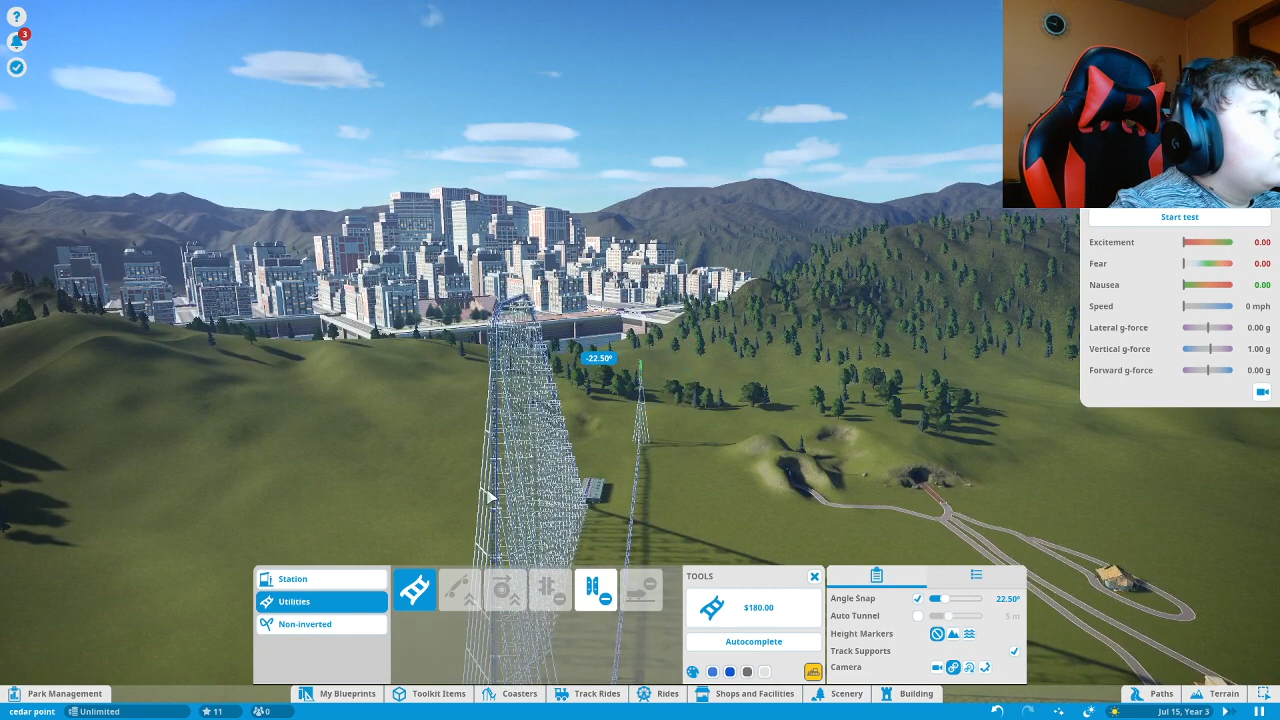 ?
3
Start test
Excitement 0.00
Fear 0.00
Nausea 0.00
Speed 0 mph
Lateral g-force 0.00 g
Vertical g-force 1.00 g
Forward g-force 0.00 g
-22.50°
Station
Utilities
Non-inverted
TOOLS
$180.00
Autocomplete
Angle Snap 22.50°
Auto Tunnel 5 m
Height Markers
Track Supports
Camera
Park Management
My Blueprints
Toolkit Items
Coasters
Track Rides
Rides
Shops and Facilities
Scenery
Building
Paths
Terrain
cedar point
Unlimited
11
0
Jul 15, Year 3